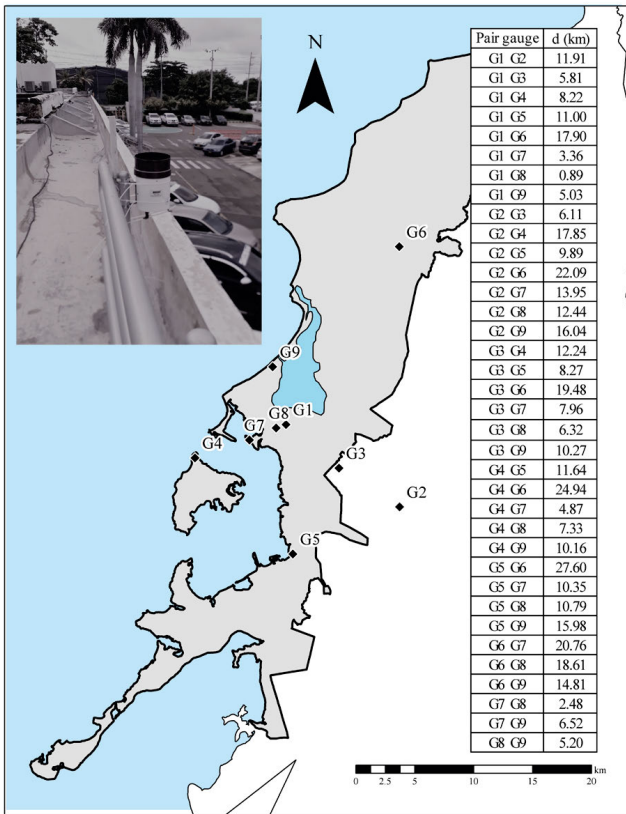 N
G6
G9
G8 G1
G7
G4
G3
G2
G5
Pair gauge d (km)
G1 G2 11.91
G1 G3 5.81
G1 G4 8.22
G1 G5 11.00
G1 G6 17.90
G1 G7 3.36
G1 G8 0.89
G1 G9 5.03
G2 G3 6.11
G2 G4 17.85
G2 G5 9.89
G2 G6 22.09
G2 G7 13.95
G2 G8 12.44
G2 G9 16.04
G3 G4 12.24
G3 G5 8.27
G3 G6 19.48
G3 G7 7.96
G3 G8 6.32
G3 G9 10.27
G4 G5 11.64
G4 G6 24.94
G4 G7 4.87
G4 G8 7.33
G4 G9 10.16
G5 G6 27.60
G5 G7 10.35
G5 G8 10.79
G5 G9 15.98
G6 G7 20.76
G6 G8 18.61
G6 G9 14.81
G7 G8 2.48
G7 G9 6.52
G8 G9 5.20
km
0 2.5 5 10 15 20